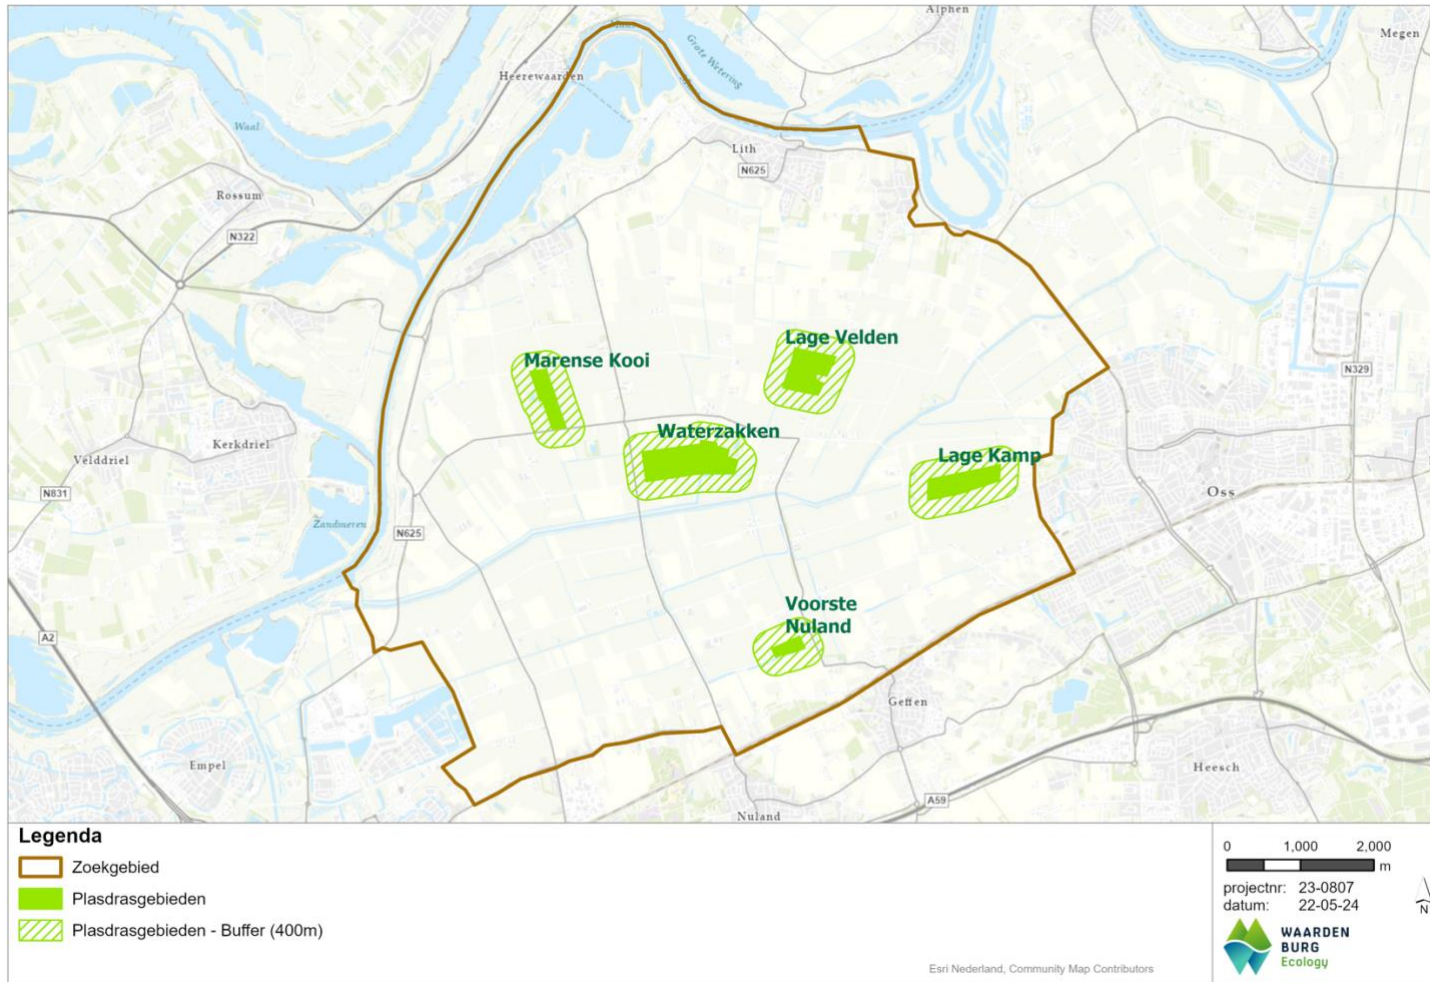 Alphen
Megen
Maas
Grote Wetering
Heerewaarden
Waal
Lith
N625
Rossum
N322
Lage Velden
Marense Kooi
N329
Waterzakken
Kerkdriel
Velddriel
Lage Kamp
Oss
N831
Zandmeren
N625
Voorste
Nuland
A2
Geffen
Empel
Heesch
A59
Nuland
Legenda
Zoekgebied
Plasdrasgebieden
Plasdrasgebieden - Buffer (400m)
0 1,000 2,000
m
projectnr: 23-0807
datum: 22-05-24
N
WAARDEN
BURG
Ecology
Esri Nederland, Community Map Contributors